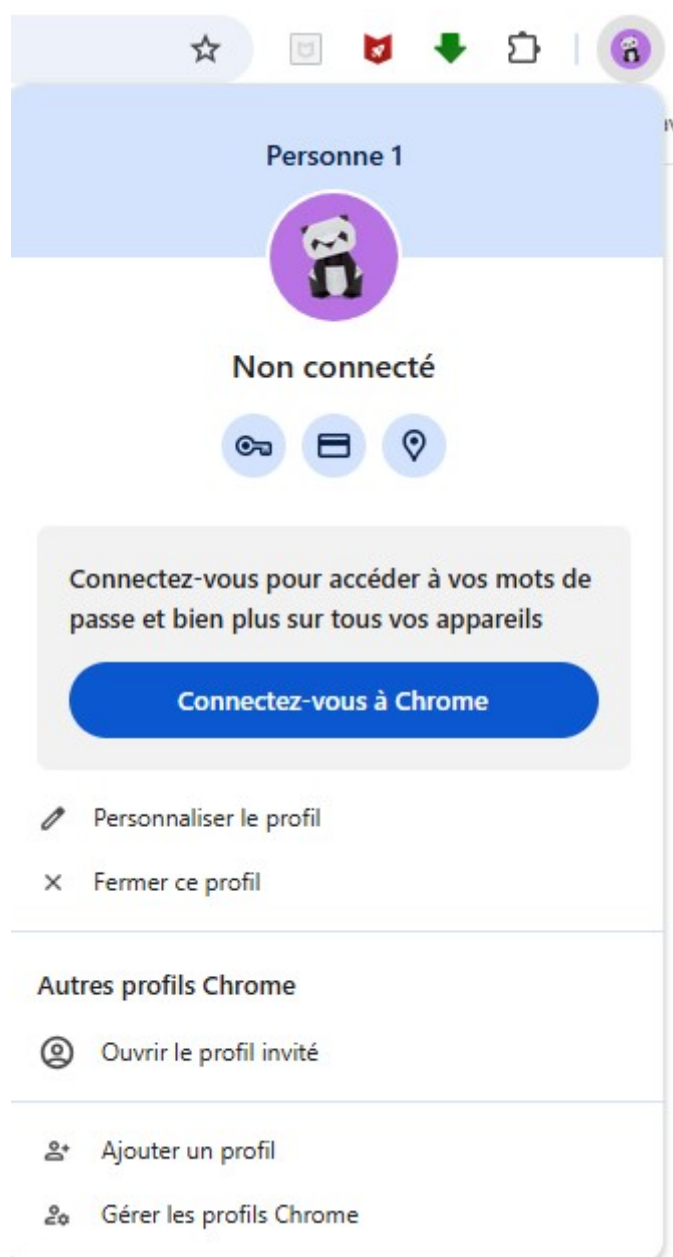 Personne 1
Non connecté
Connectez-vous pour accéder à vos mots de
passe et bien plus sur tous vos appareils
Connectez-vous à Chrome
Personnaliser le profil
Fermer ce profil
Autres profils Chrome
Ouvrir le profil invité
Ajouter un profil
Gérer les profils Chrome